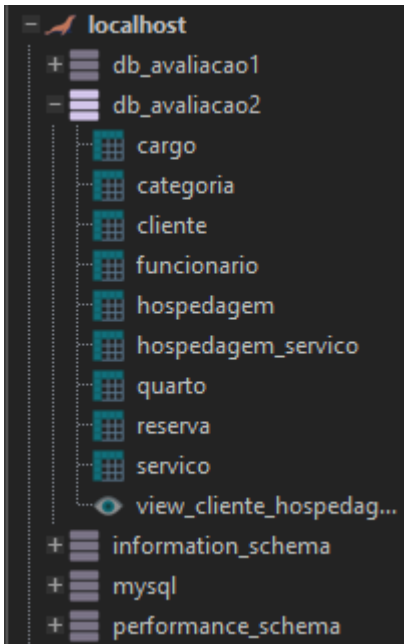 localhost
db_avaliacao1
db_avaliacao2
cargo
categoria
cliente
funcionario
hospedagem
hospedagem_servico
quarto
reserva
servico
view_cliente_hospedag...
information_schema
mysql
performance_schema